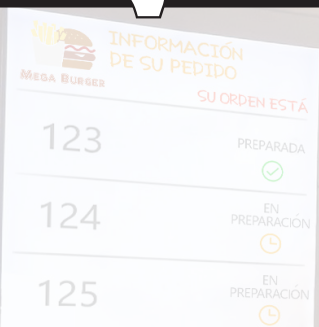 INFORMACIÓN
DE SU PEDIDO
MEGA BURGER
SU ORDEN ESTÁ
123
PREPARADA
124
EN
PREPARACIÓN
125
EN
PREPARACIÓN